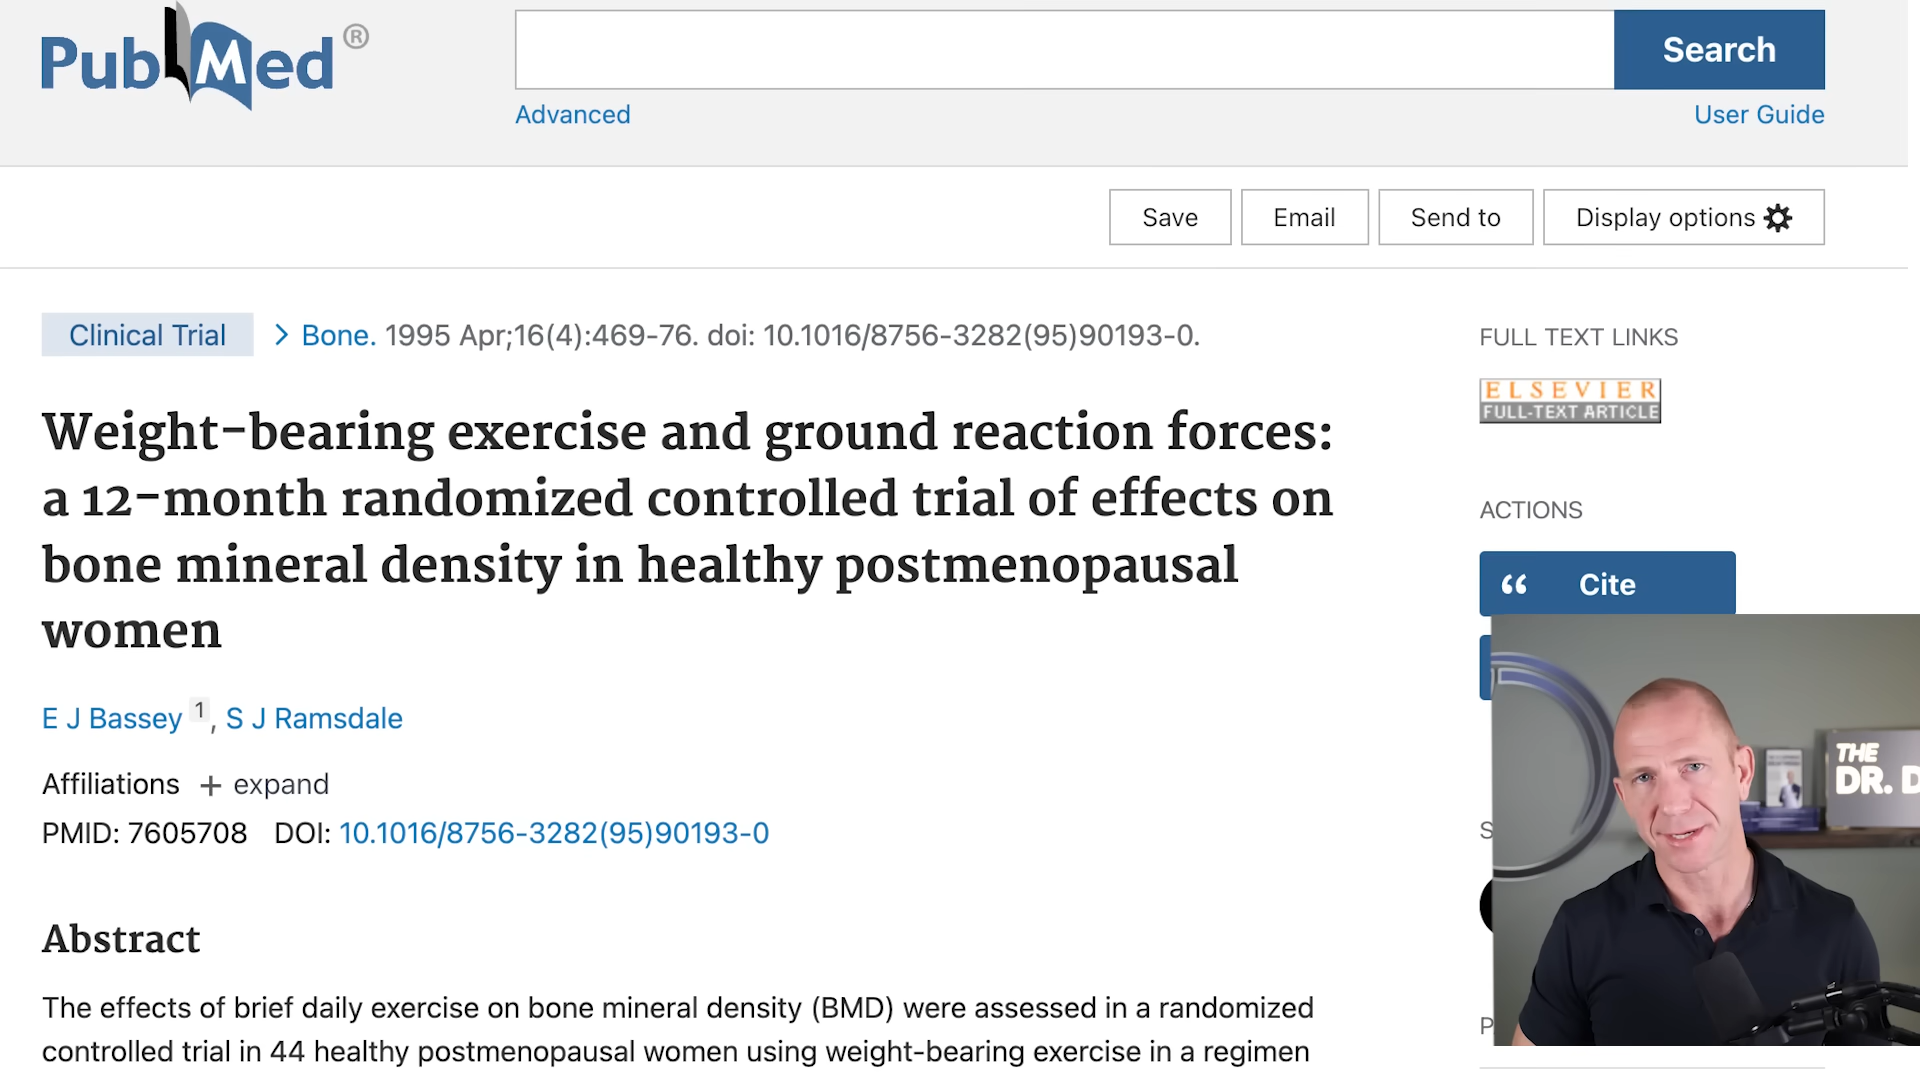 PubMed®
Search
Advanced
User Guide
Save
Email
Send to
Display options
Clinical Trial > Bone. 1995 Apr;16(4):469-76. doi: 10.1016/8756-3282(95)90193-0.
Weight-bearing exercise and ground reaction forces:
a 12-month randomized controlled trial of effects on
bone mineral density in healthy postmenopausal
women
E J Bassey 1, S J Ramsdale
Affiliations + expand
PMID: 7605708 DOI: 10.1016/8756-3282(95)90193-0
Abstract
The effects of brief daily exercise on bone mineral density (BMD) were assessed in a randomized
controlled trial in 44 healthy postmenopausal women using weight-bearing exercise in a regimen
FULL TEXT LINKS
ELSEVIER
FULL-TEXT ARTICLE
ACTIONS
“ Cite
S
P
THE
DR. D